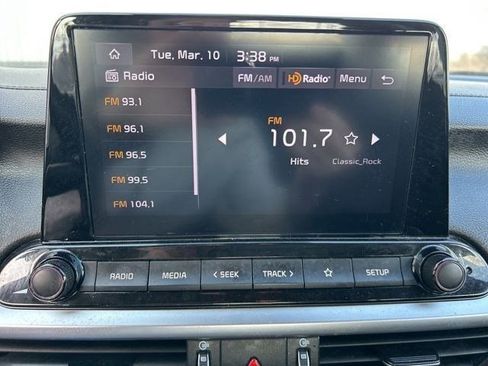 Tue, Mar. 10 3:38 PM
Radio FM/AM HD Radio Menu
FM 93.1
FM 96.1
FM 96.5
FM 99.5
FM 104.1
FM
101.7
Hits Classic_Rock
RADIO MEDIA < SEEK TRACK > SETUP